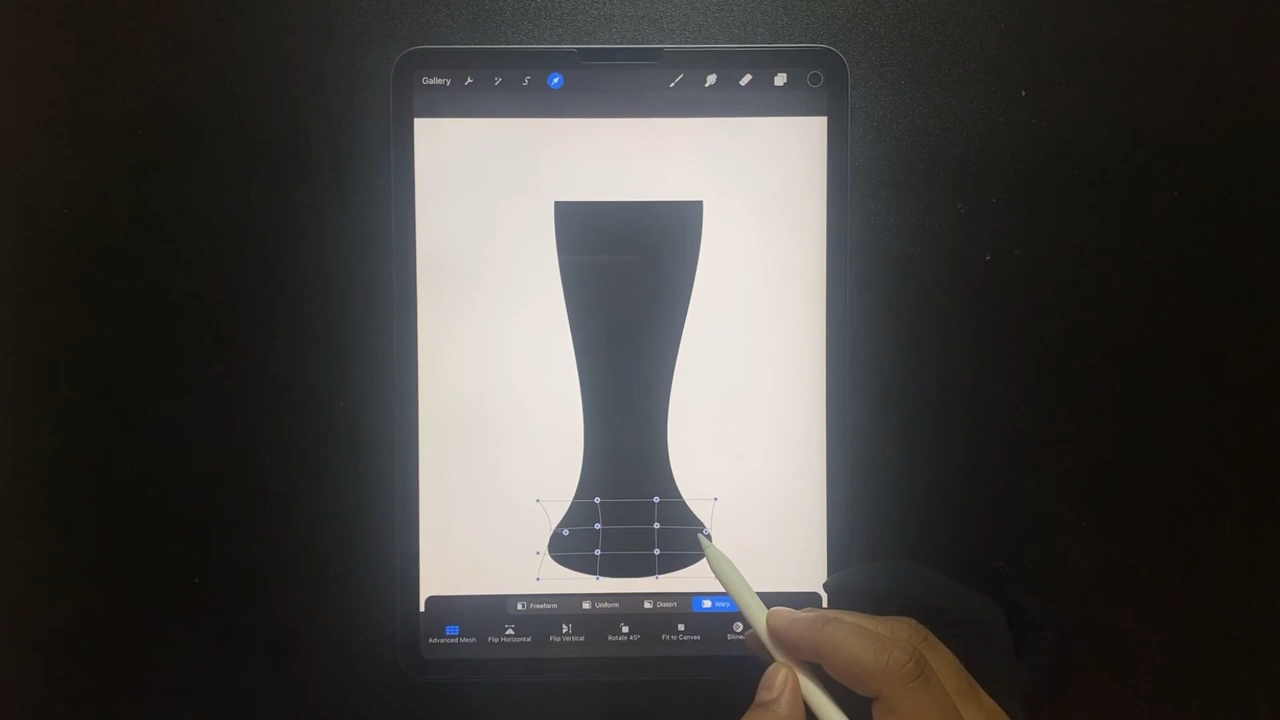 Gallery
Freeform Uniform Distort Warp
Advanced Mesh Flip Horizontal Flip Vertical Rotate 45° Fit to Canvas